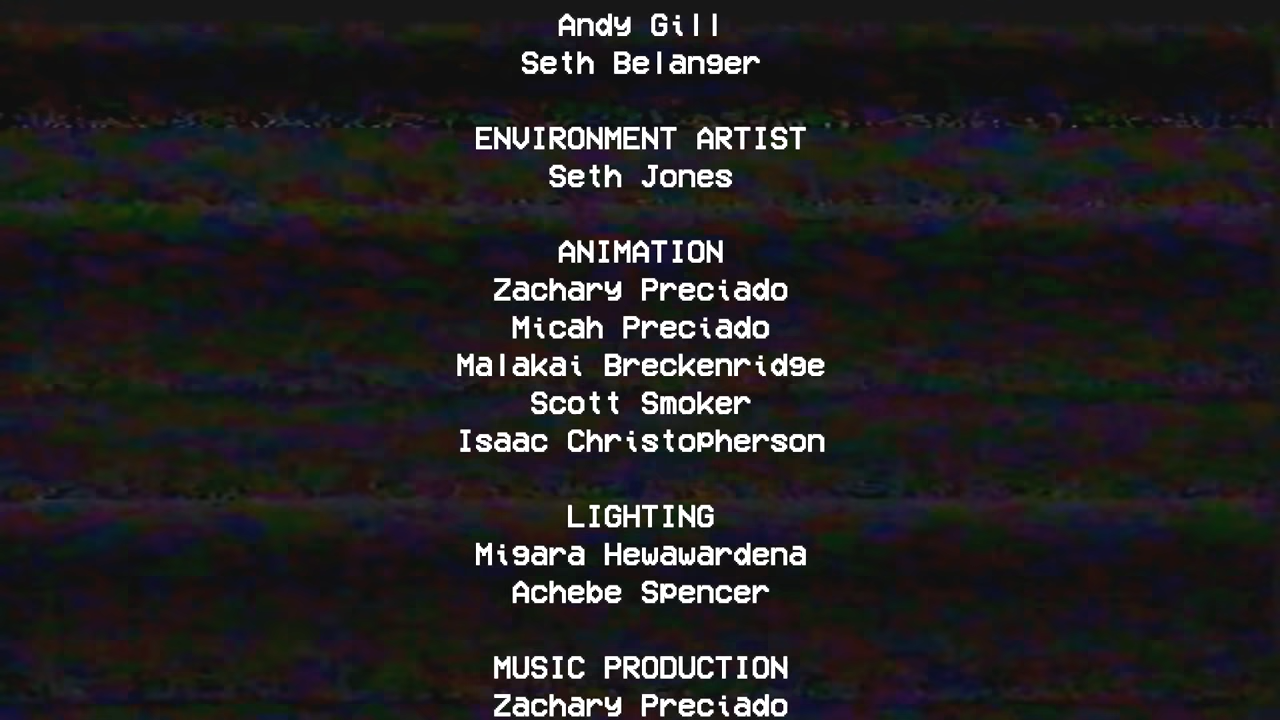 Andy Gill
Seth Belanger
ENVIRONMENT ARTIST
Seth Jones
ANIMATION
Zachary Preciado
Micah Preciado
Malakai Breckenridge
Scott Smoker
Isaac Christopherson
LIGHTING
Migara Hewawardena
Achebe Spencer
MUSIC PRODUCTION
Zachary Preciado